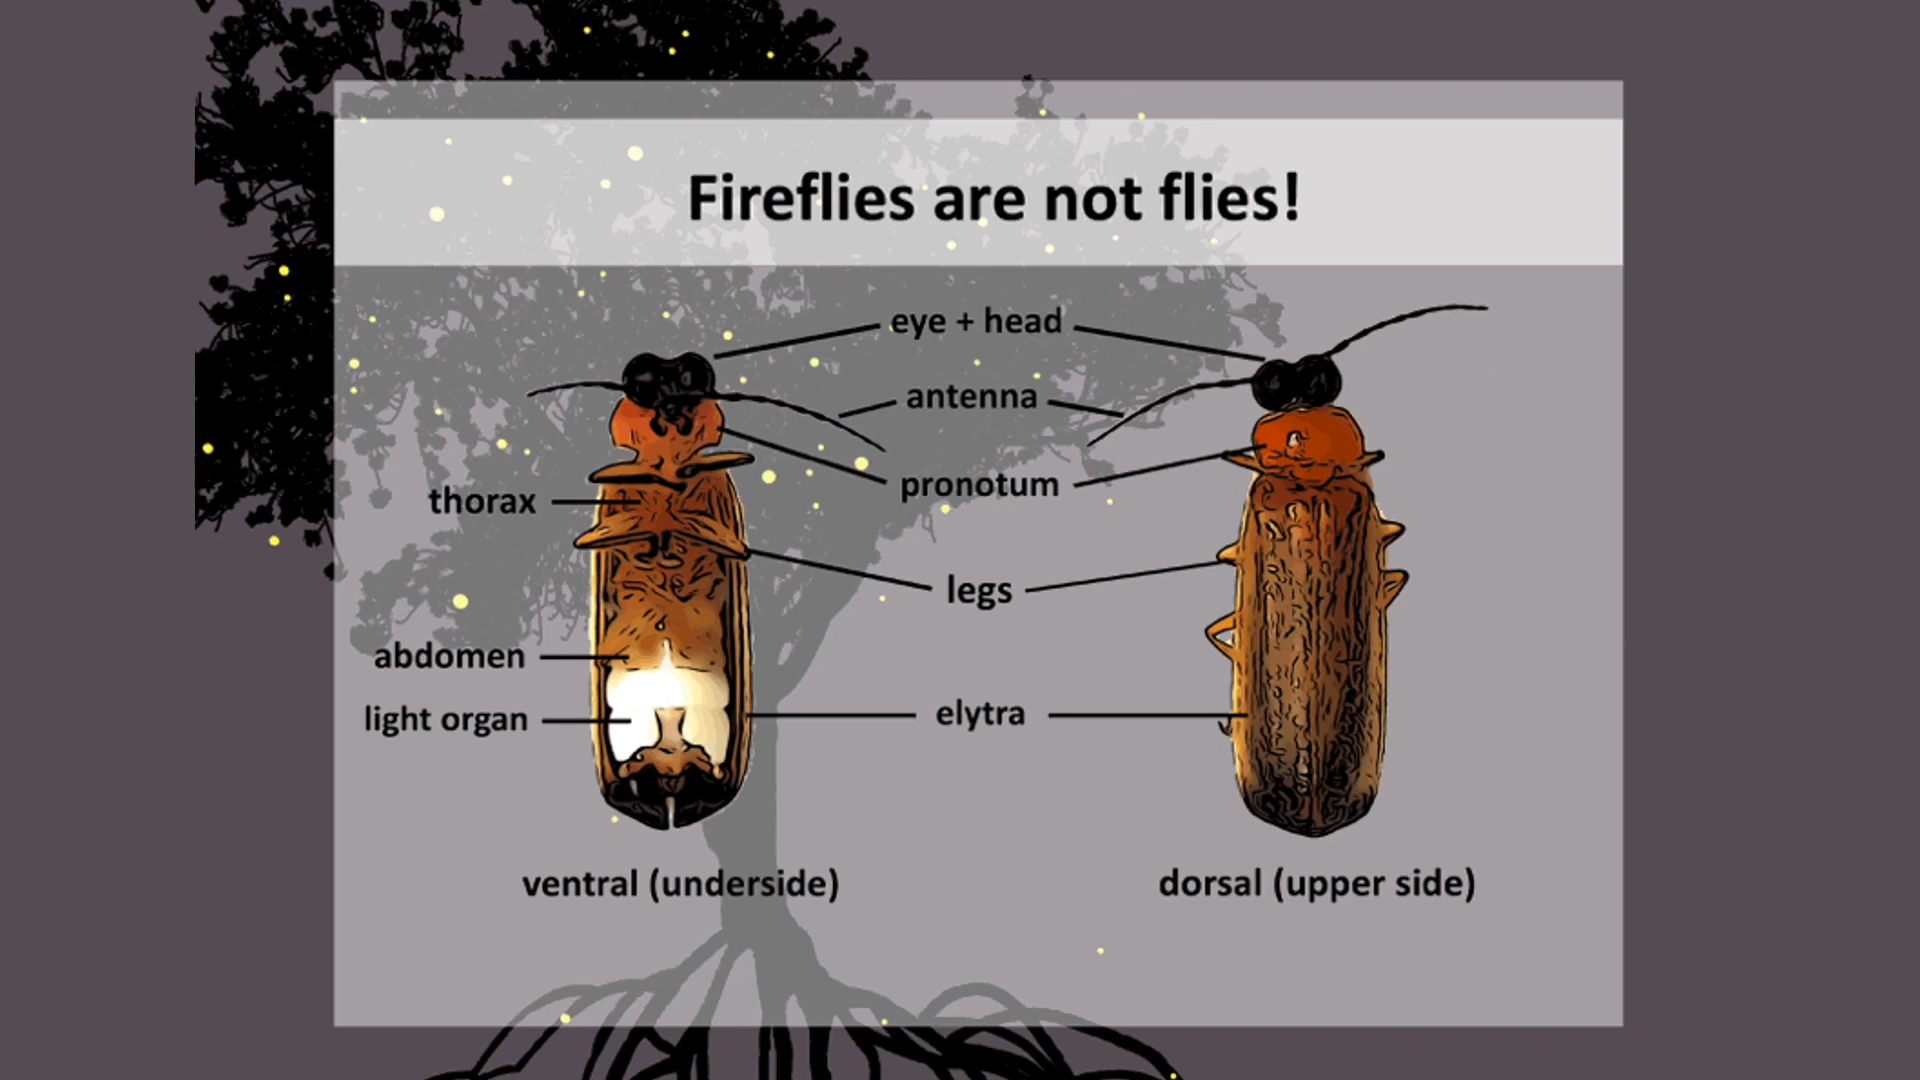 Fireflies are not flies!
eye + head
antenna
pronotum
thorax
legs
abdomen
light organ
elytra
ventral (underside)
dorsal (upper side)